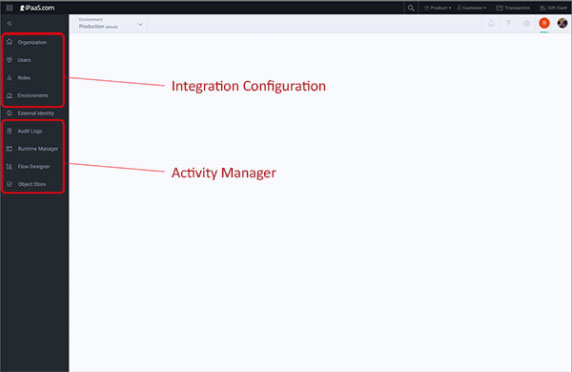 iPaaS.com
Product
Customer
Transaction
Gift Card
Environment
Production (default)
Organization
Users
Roles
Environments
External Identity
Audit Logs
Runtime Manager
Flow Designer
Object Store
Integration Configuration
Activity Manager